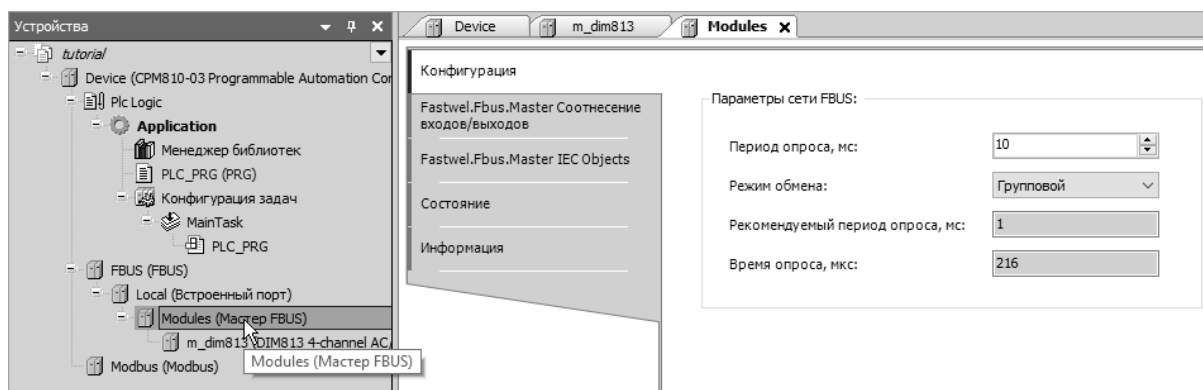 Устройства
tutorial
Device (CPM810-03 Programmable Automation Con
Plc Logic
Application
Менеджер библиотек
PLC_PRG (PRG)
Конфигурация задач
MainTask
PLC_PRG
FBUS (FBUS)
Local (Встроенный порт)
Modules (Мастер FBUS)
m_dim813 (DIM813 4-channel AC/
Modules (Мастер FBUS)
Modbus (Modbus)
Device
m_dim813
Modules
Конфигурация
Fastwel.Fbus.Master Соотнесение
входов/выходов
Fastwel.Fbus.Master IEC Objects
Состояние
Информация
Параметры сети FBUS:
Период опроса, мс: 10
Режим обмена: Групповой
Рекомендуемый период опроса, мс: 1
Время опроса, мкс: 216